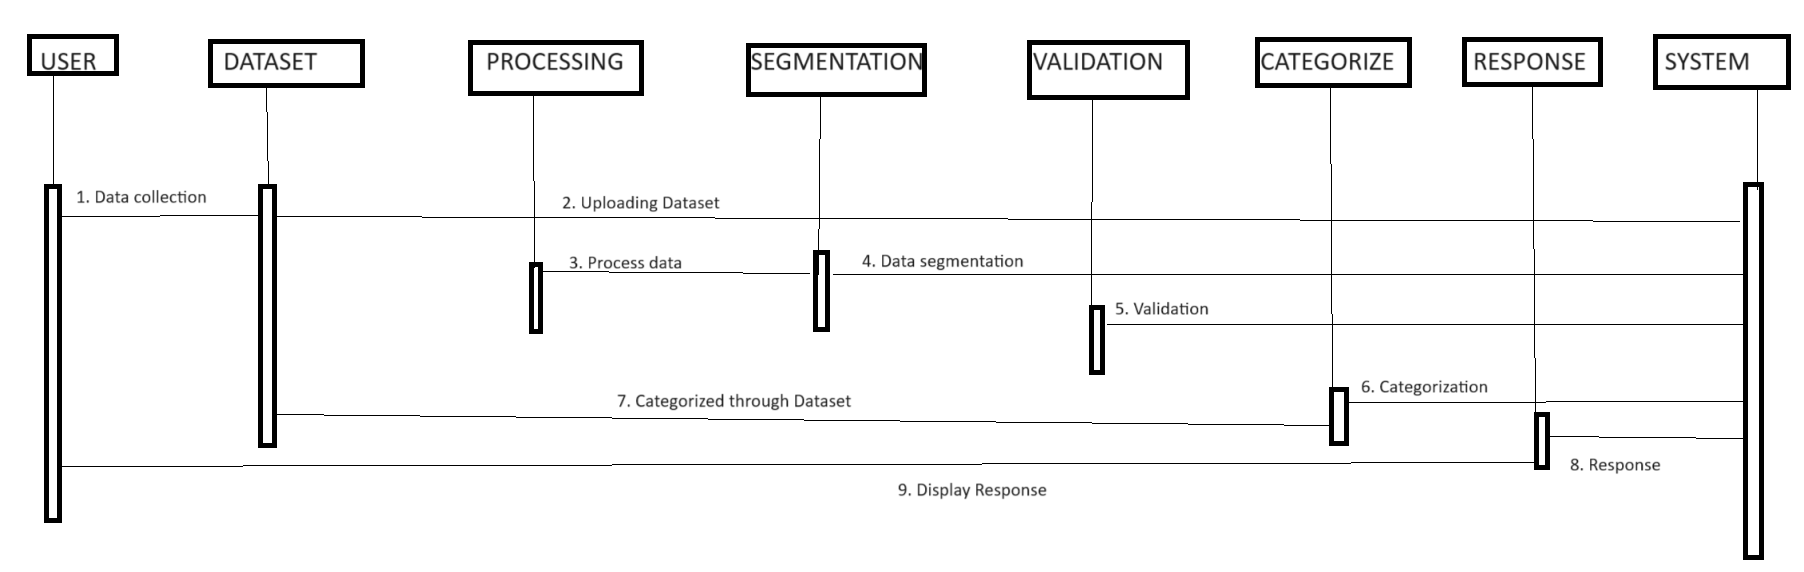 USER
DATASET
PROCESSING
SEGMENTATION
VALIDATION
CATEGORIZE
RESPONSE
SYSTEM
1. Data collection
2. Uploading Dataset
3. Process data
4. Data segmentation
5. Validation
6. Categorization
7. Categorized through Dataset
8. Response
9. Display Response